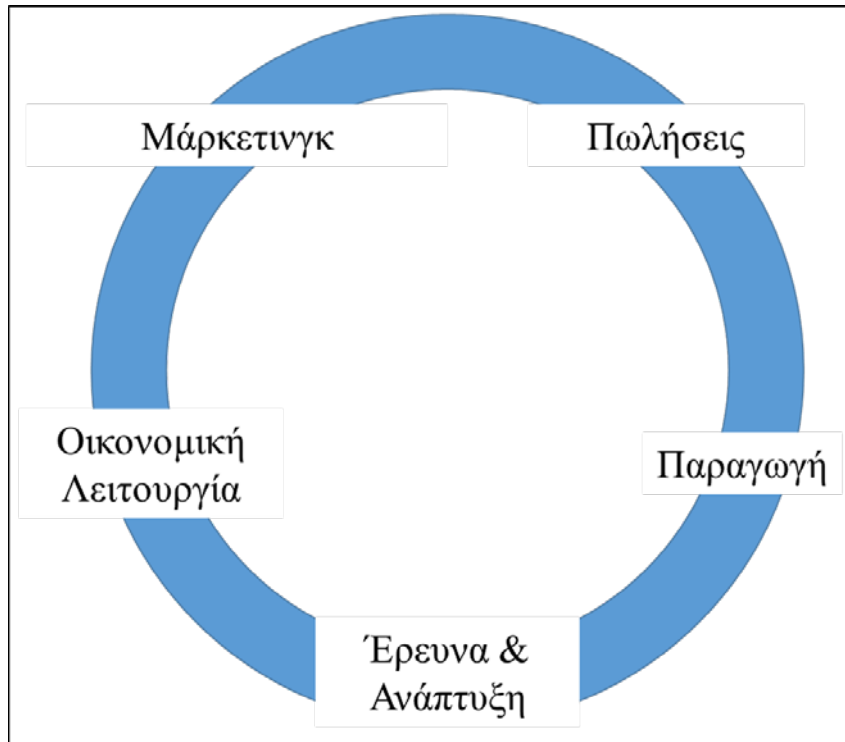 Μάρκετινγκ
Πωλήσεις
Οικονομική
Λειτουργία
Παραγωγή
Έρευνα &
Ανάπτυξη